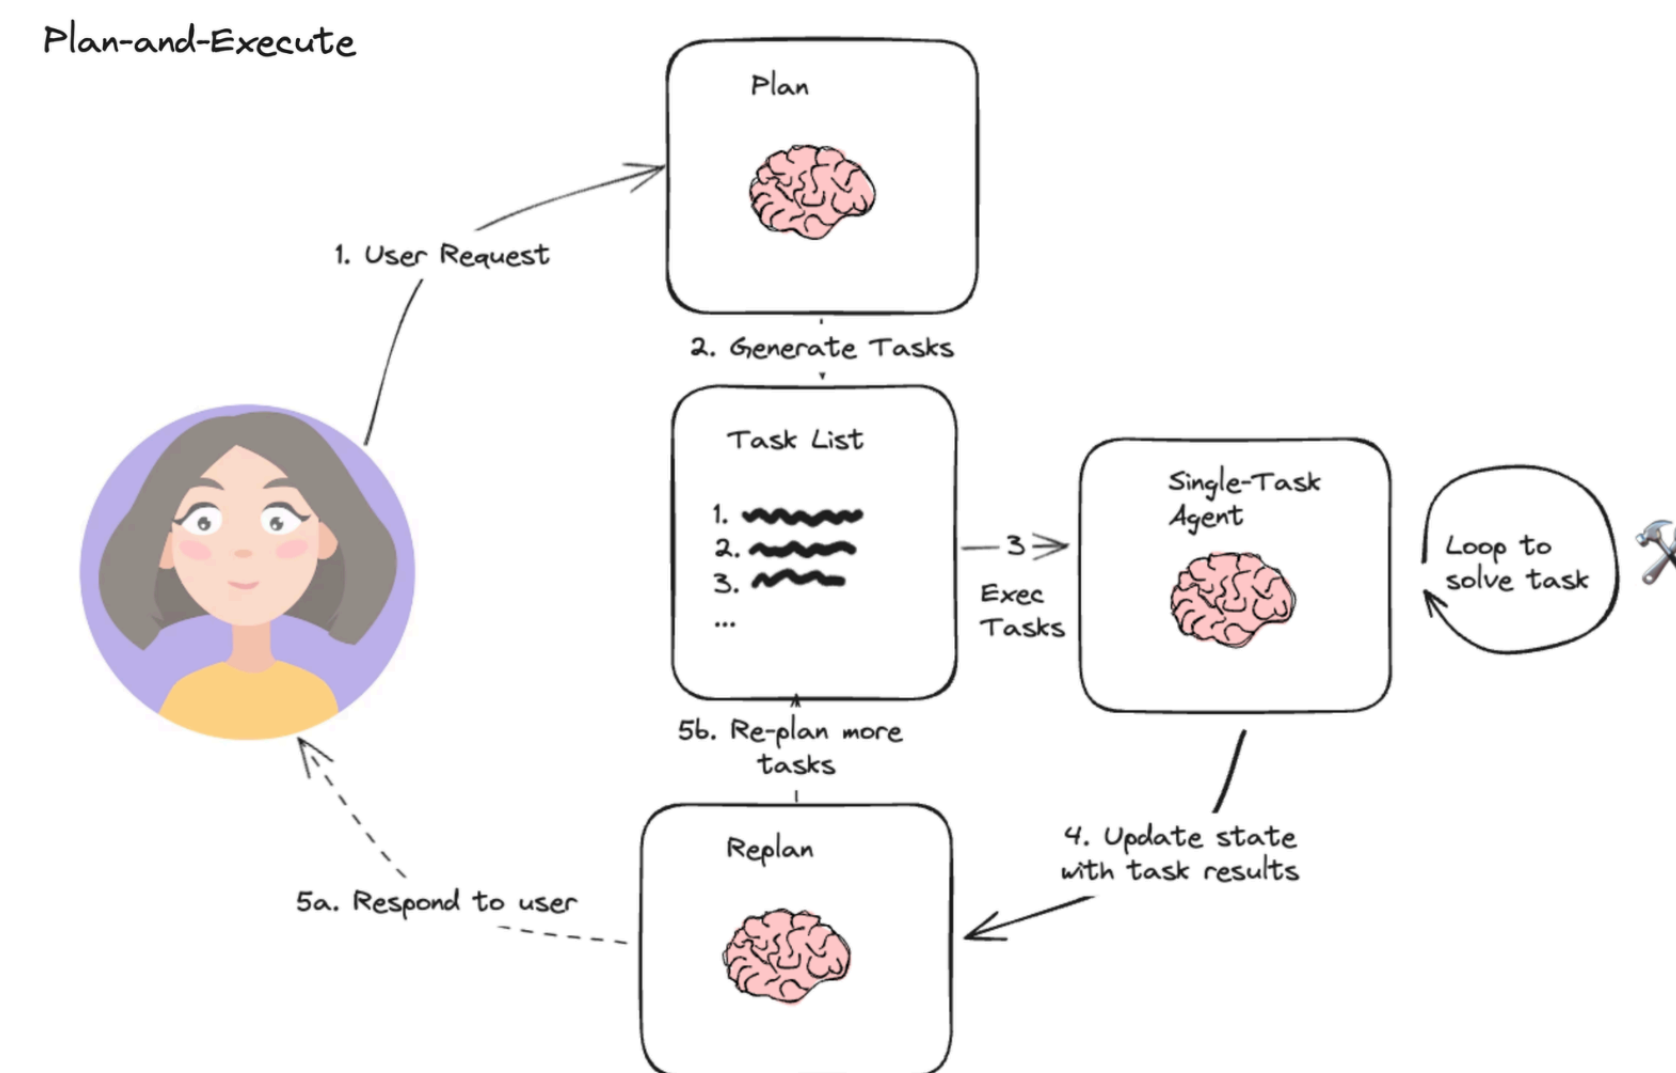 Plan-and-Execute
Plan
1. User Request
2. Generate Tasks
Task List
1.
2.
3.
...
3
Exec
Tasks
Single-Task
Agent
Loop to
solve task
5b. Re-plan more
tasks
4. Update state
with task results
Replan
5a. Respond to user